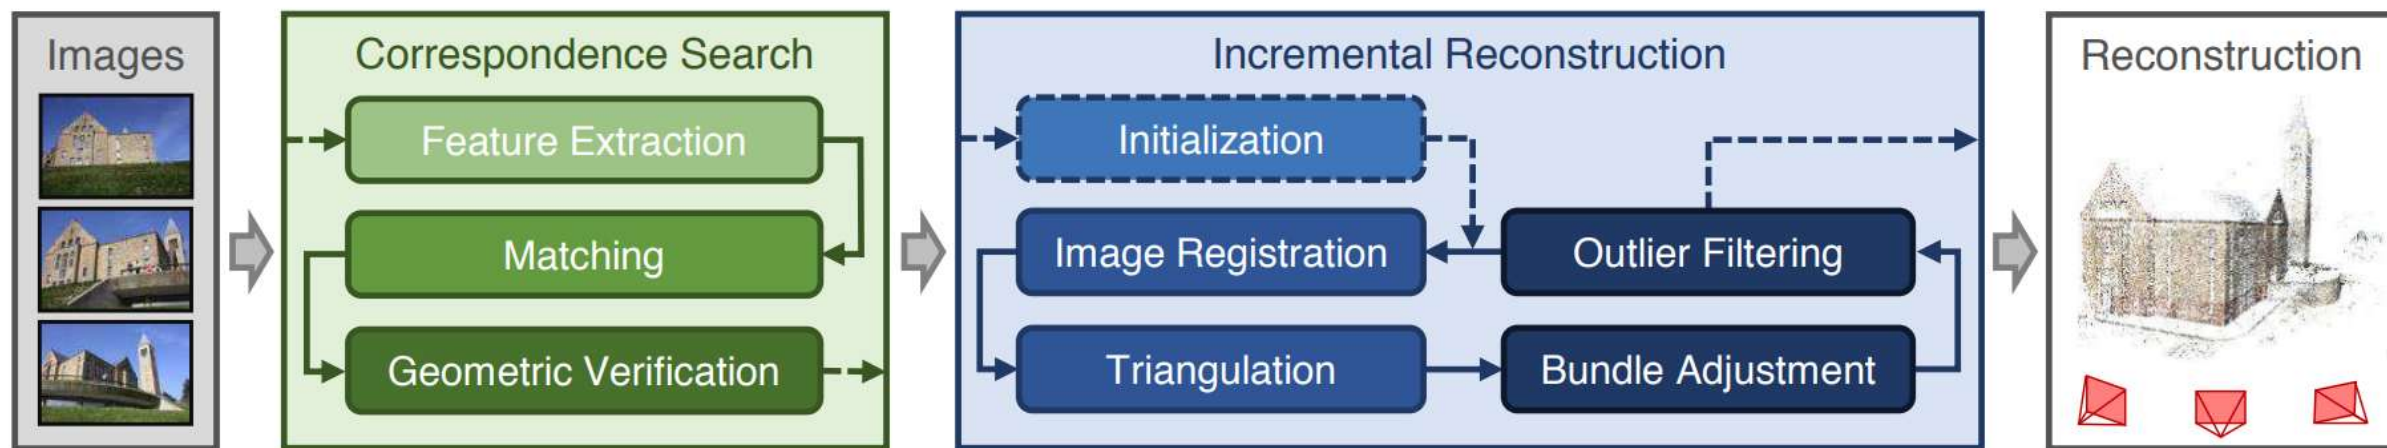 Images
Correspondence Search
Feature Extraction
Matching
Geometric Verification
Incremental Reconstruction
Initialization
Image Registration
Outlier Filtering
Triangulation
Bundle Adjustment
Reconstruction